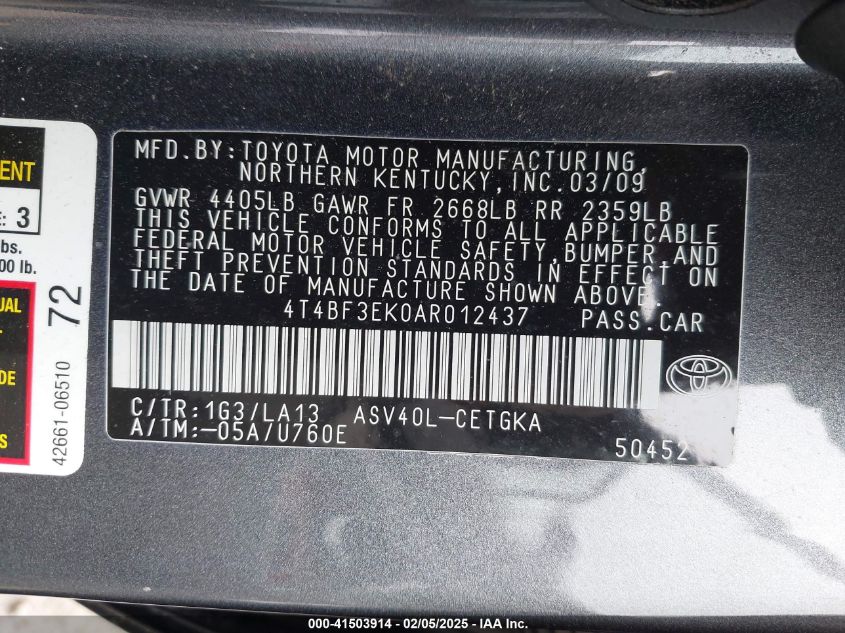 MFD.BY:TOYOTA MOTOR MANUFACTURING,
NORTHERN KENTUCKY, INC. 03/09
GVWR 4405LB GAWR FR 2668LB RR 2359LB
THIS VEHICLE CONFORMS TO ALL APPLICABLE
FEDERAL MOTOR VEHICLE SAFETY, BUMPER, AND
THEFT PREVENTION STANDARDS IN EFFECT ON
THE DATE OF MANUFACTURE SHOWN ABOVE.
4T4BF3EK0AR012437 PASS.CAR
C/TR:1G3/LA13 ASV40L-CETGKA
A/TM:-05A/U760E
50452
ENT
E: 3
bs.
00 lb.
UAL
DE
S
72
42661-06510
000-41503914 - 02/05/2025 - © IAA, Inc.